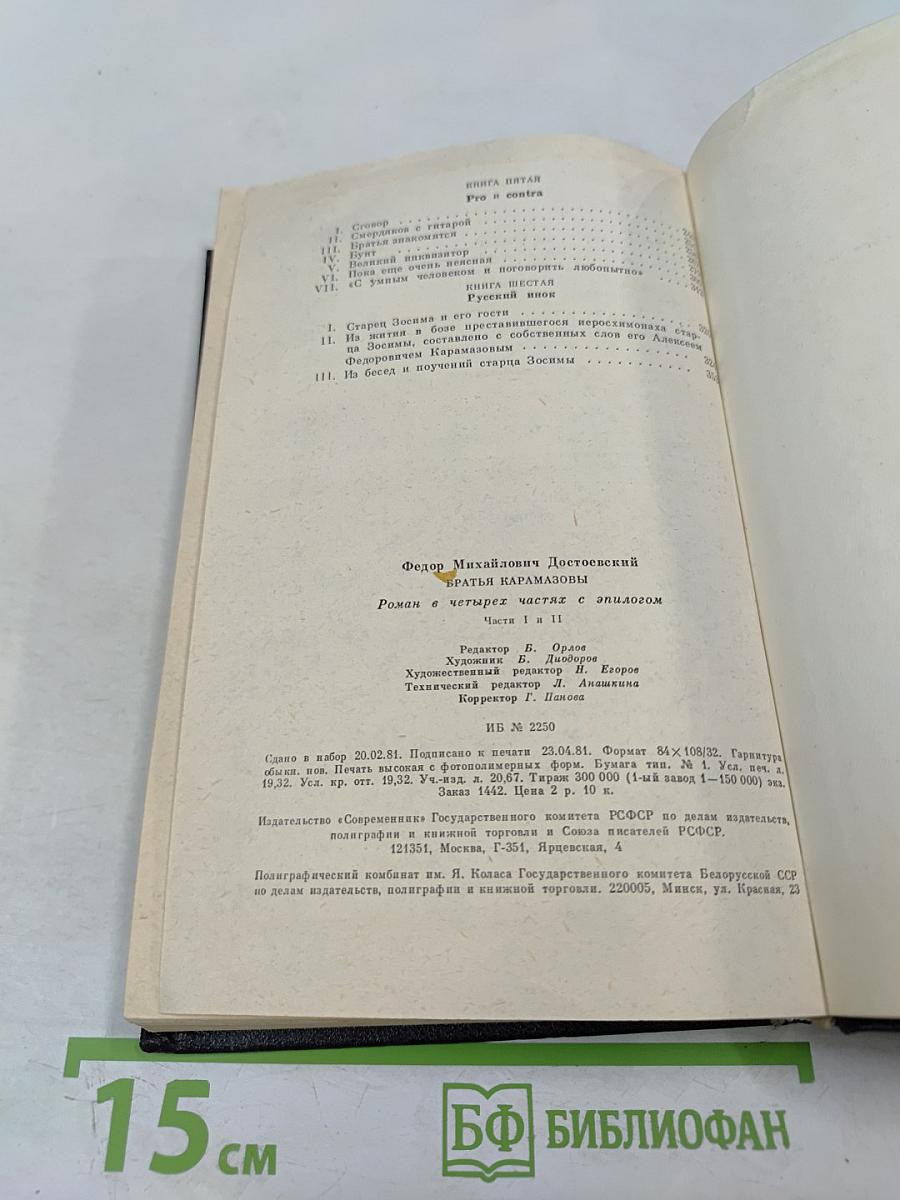 КНИГА ПЯТАЯ
Pro и contra
I. Сговор
II. Смердяков с гитарой
III. Братья знакомятся
IV. Бунт
V. Великий инквизитор
VI. Пока еще очень неясная
VII. «С умным человеком и поговорить любопытно»
КНИГА ШЕСТАЯ
Русский инок
I. Старец Зосима и его гости
II. Из жития в бозе преставившегося иеросхимонаха стар-
ца Зосимы, составлено с собственных слов его Алексеем
Федоровичем Карамазовым
III. Из бесед и поучений старца Зосимы
Федор Михайлович Достоевский
БРАТЬЯ КАРАМАЗОВЫ
Роман в четырех частях с эпилогом
Части I и II
Редактор Б. Орлов
Художник Б. Диодоров
Художественный редактор Н. Егоров
Технический редактор Л. Анашкина
Корректор Г. Панова
ИБ № 2250
Сдано в набор 20.02.81. Подписано к печати 23.04.81. Формат 84×108/32. Гарнитура
обыкн. нов. Печать высокая с фотополимерных форм. Бумага тип. № 1. Усл. печ. л.
19,32. Усл. кр. отт. 19,32. Уч.-изд. л. 20,67. Тираж 300 000 (1-ый завод 1—150 000) экз.
Заказ 1442. Цена 2 р. 10 к.
Издательство «Современник» Государственного комитета РСФСР по делам издательств,
полиграфии и книжной торговли и Союза писателей РСФСР.
121351, Москва, Г-351, Ярцевская, 4
Полиграфический комбинат им. Я. Коласа Государственного комитета Белорусской ССР
по делам издательств, полиграфии и книжной торговли. 220005, Минск, ул. Красная, 23
15 см
БФ БИБЛИОФАН